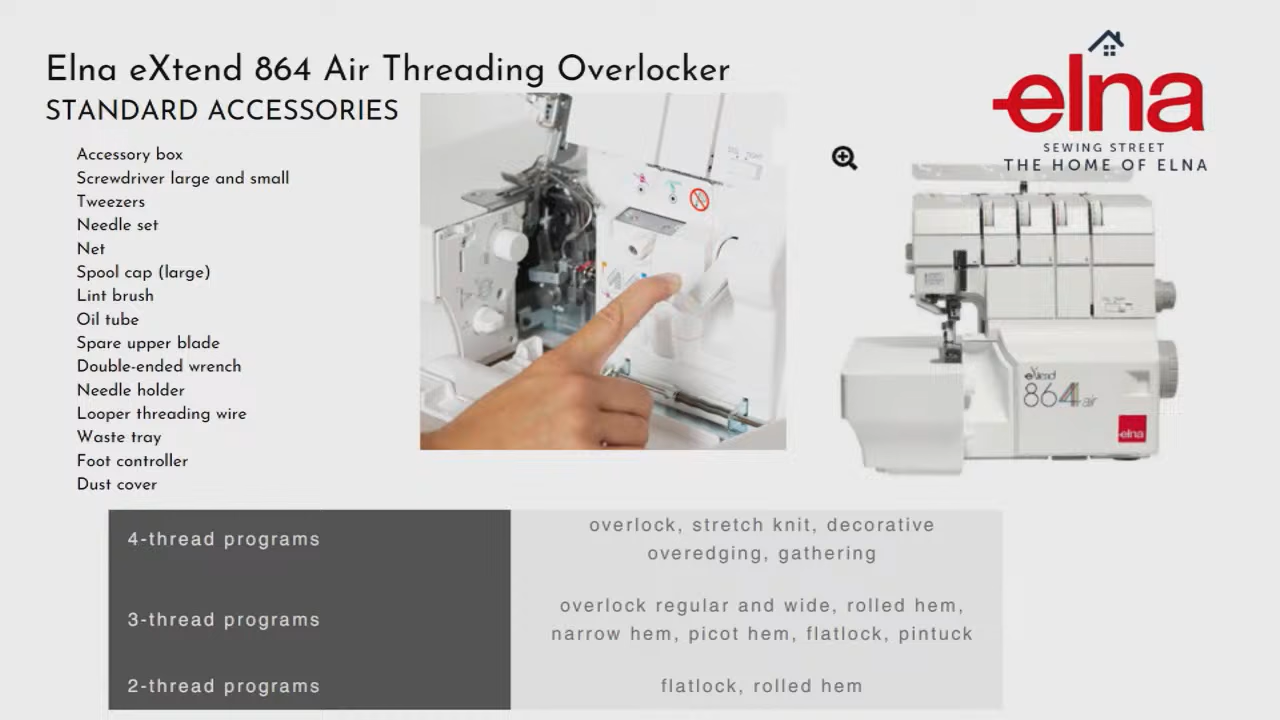 Elna eXtend 864 Air Threading Overlocker
STANDARD ACCESSORIES
Accessory box
Screwdriver large and small
Tweezers
Needle set
Net
Spool cap (large)
Lint brush
Oil tube
Spare upper blade
Double-ended wrench
Needle holder
Looper threading wire
Waste tray
Foot controller
Dust cover
elna
SEWING STREET
THE HOME OF ELNA
eXtend
864 air
elna
4-thread programs
overlock, stretch knit, decorative
overedging, gathering
3-thread programs
overlock regular and wide, rolled hem,
narrow hem, picot hem, flatlock, pintuck
2-thread programs
flatlock, rolled hem